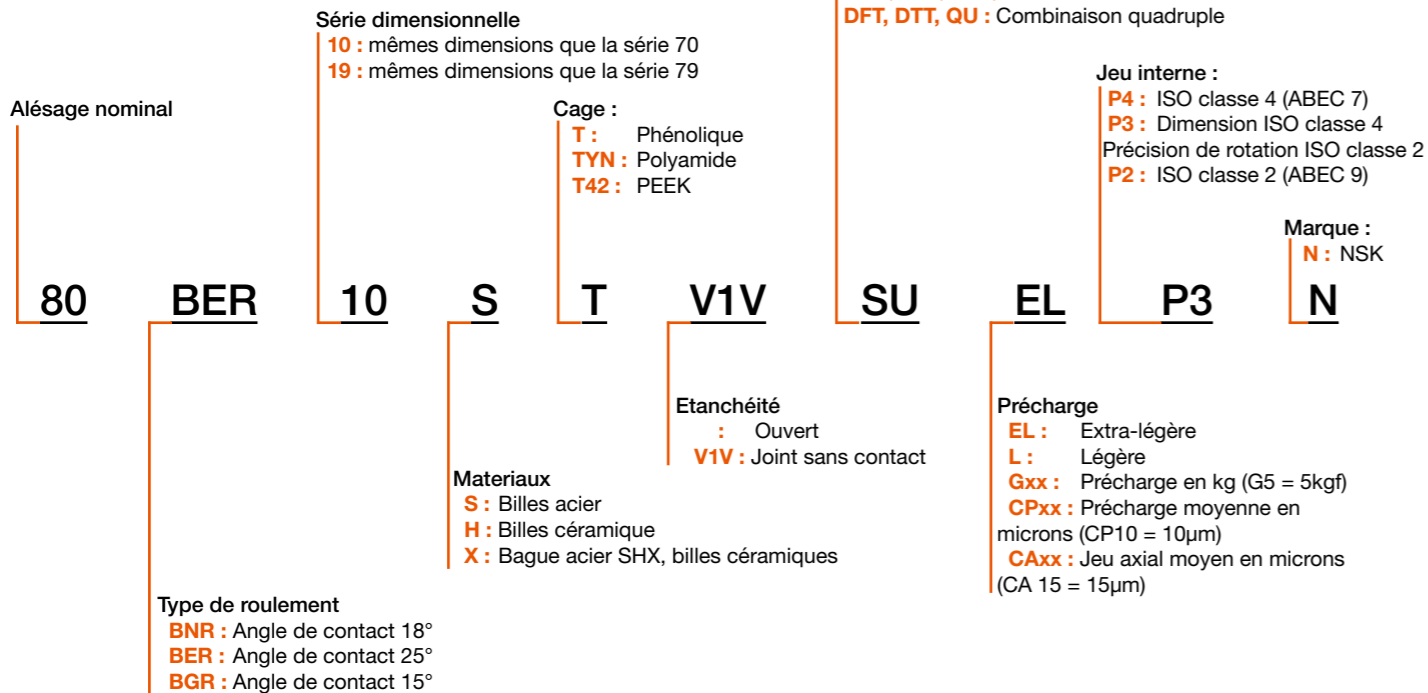 DFT, DTT, QU : Combinaison quadruple
Série dimensionnelle
10 : mêmes dimensions que la série 70
19 : mêmes dimensions que la série 79
Jeu interne :
P4 : ISO classe 4 (ABEC 7)
P3 : Dimension ISO classe 4
Précision de rotation ISO classe 2
P2 : ISO classe 2 (ABEC 9)
Alésage nominal
Cage :
T : Phénolique
TYN : Polyamide
T42 : PEEK
Marque :
N : NSK
80 BER 10 S T V1V SU EL P3 N
Etanchéité
: Ouvert
V1V : Joint sans contact
Précharge
EL : Extra-légère
L : Légère
Gxx : Précharge en kg (G5 = 5kgf)
CPxx : Précharge moyenne en
microns (CP10 = 10µm)
CAxx : Jeu axial moyen en microns
(CA 15 = 15µm)
Materiaux
S : Billes acier
H : Billes céramique
X : Bague acier SHX, billes céramiques
Type de roulement
BNR : Angle de contact 18°
BER : Angle de contact 25°
BGR : Angle de contact 15°